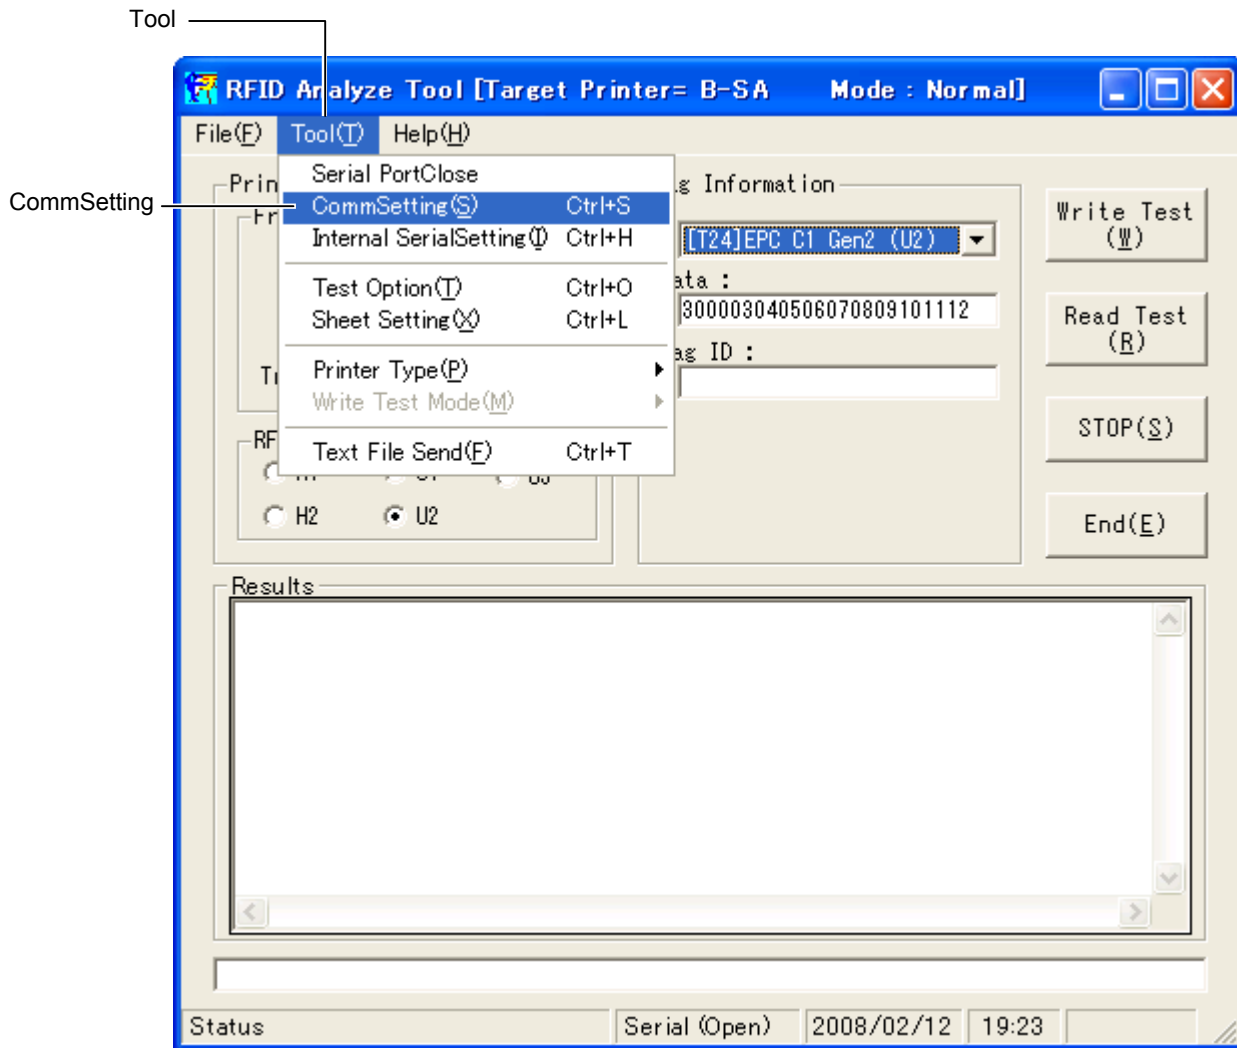 Tool
RFID Analyze Tool [Target Printer= B-SA Mode : Normal]
File(F) Tool(T) Help(H)
Serial PortClose
CommSetting
CommSetting(S) Ctrl+S
Internal SerialSetting(I) Ctrl+H
Test Option(T) Ctrl+O
Sheet Setting(X) Ctrl+L
Printer Type(P)
Write Test Mode(M)
Text File Send(F) Ctrl+T
Prin
Fr
Tr
RF
H2 U2
g Information
[T24]EPC C1 Gen2 (U2)
ata :
300003040506070809101112
ag ID :
Write Test
(W)
Read Test
(R)
STOP(S)
End(E)
Results
Status Serial (Open) 2008/02/12 19:23